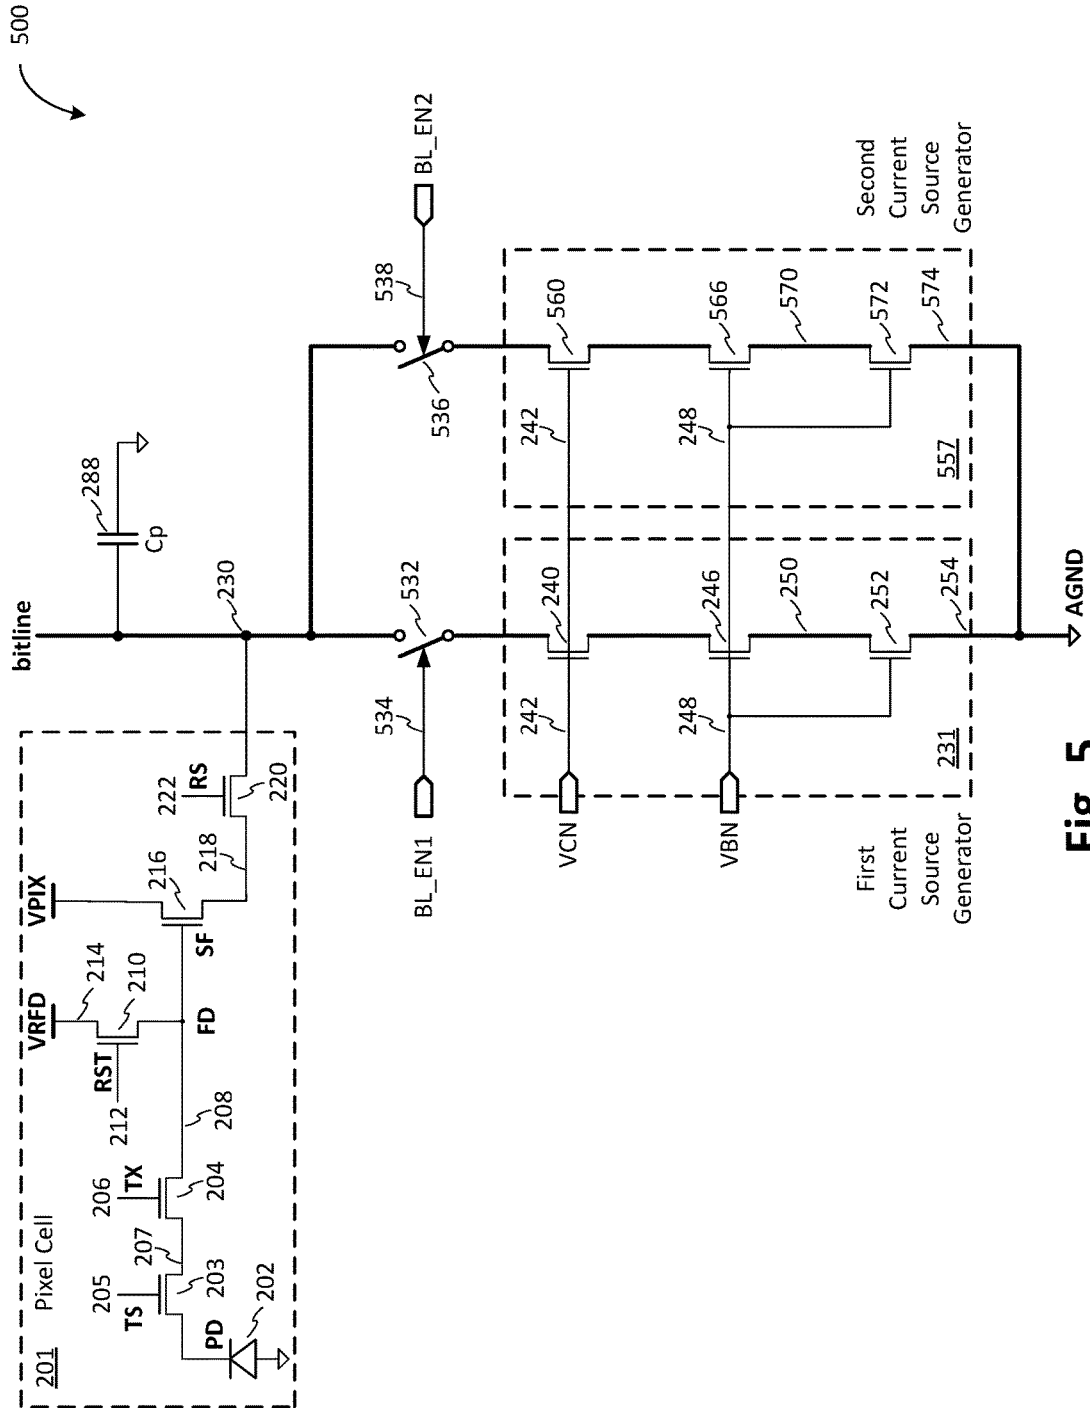 500
201 Pixel Cell
VRFD
VPIX
214
210
RST
212
206
TX
205
TS
207
204
203
PD
202
208
FD
SF
216
218
222
RS
220
bitline
288
Cp
230
BL_EN1
534
532
536
538
BL_EN2
VCN
242
240
242
560
VBN
248
246
248
566
250
570
252
572
254
574
231
557
First
Current
Source
Generator
Second
Current
Source
Generator
AGND
Fig. 5